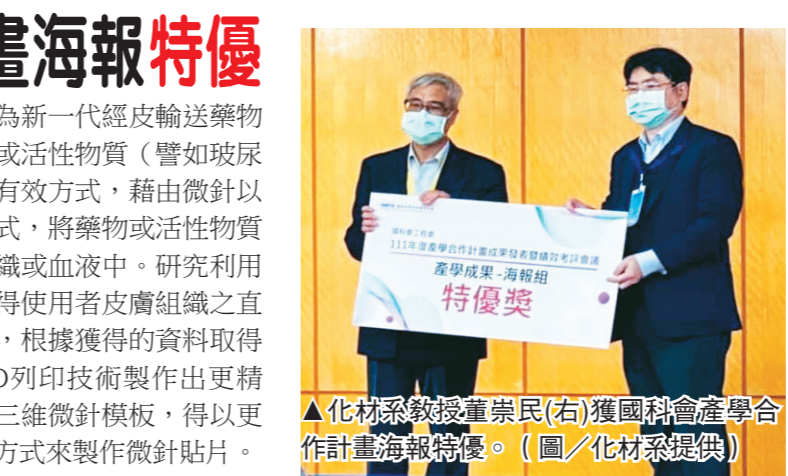 畫海報特優
為新一代經皮輸送藥物
或活性物質（譬如玻尿
有效方式，藉由微針以
式，將藥物或活性物質
織或血液中。研究利用
得使用者皮膚組織之直
，根據獲得的資料取得
D列印技術製作出更精
三維微針模板，得以更
方式來製作微針貼片。
國科會工程處
111年度產學合作計畫成果發表暨績效考評會議
產學成果-海報組
特優獎
▲化材系教授董崇民(右)獲國科會產學合
作計畫海報特優。（圖／化材系提供）